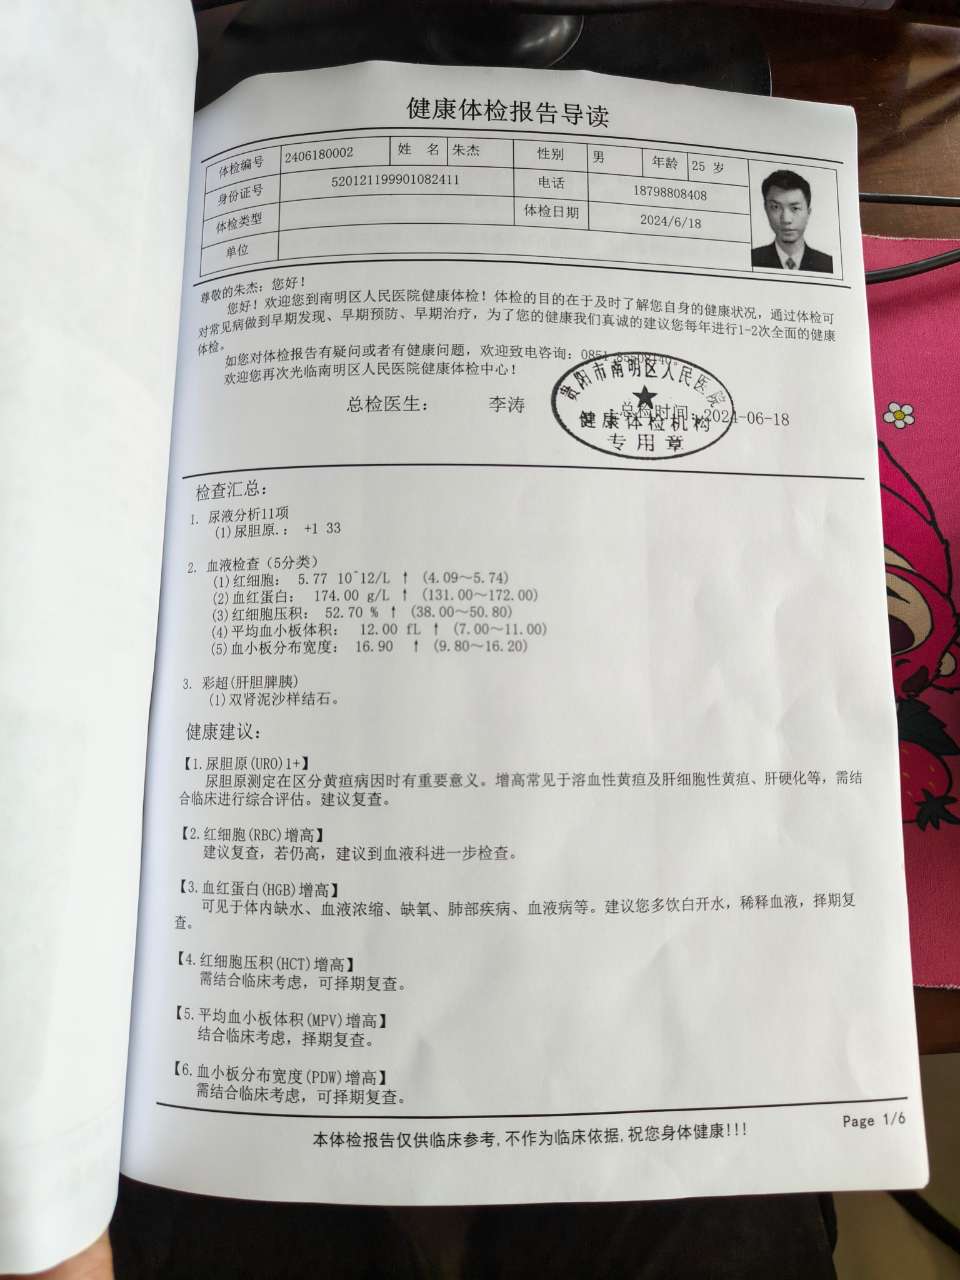 健康体检报告导读
体检编号 2406180002 姓 名 朱杰 性别 男 年龄 25 岁
身份证号 520121199901082411 电话 18798808408
体检类型 体检日期 2024/6/18
单位
尊敬的朱杰：您好！
您好！欢迎您到南明区人民医院健康体检！体检的目的在于及时了解您自身的健康状况，通过体检可
对常见病做到早期发现、早期预防、早期治疗，为了您的健康我们真诚的建议您每年进行1-2次全面的健康
体检。
如您对体检报告有疑问或者有健康问题，欢迎致电咨询：
欢迎您再次光临南明区人民医院健康体检中心！
总检医生： 李涛 总检时间：2024-06-18
贵阳市南明区人民医院
健康体检机构
专用章
检查汇总：
1. 尿液分析11项
(1)尿胆原.： +1 33
2. 血液检查（5分类）
(1)红细胞： 5.77 10^12/L ↑ (4.09～5.74)
(2)血红蛋白： 174.00 g/L ↑ (131.00～172.00)
(3)红细胞压积： 52.70 % ↑ (38.00～50.80)
(4)平均血小板体积： 12.00 fL ↑ (7.00～11.00)
(5)血小板分布宽度： 16.90 ↑ (9.80～16.20)
3. 彩超(肝胆脾胰)
(1)双肾泥沙样结石。
健康建议：
【1.尿胆原(URO)1+】
尿胆原测定在区分黄疸病因时有重要意义。增高常见于溶血性黄疸及肝细胞性黄疸、肝硬化等，需结
合临床进行综合评估。建议复查。
【2.红细胞(RBC)增高】
建议复查，若仍高，建议到血液科进一步检查。
【3.血红蛋白(HGB)增高】
可见于体内缺水、血液浓缩、缺氧、肺部疾病、血液病等。建议您多饮白开水，稀释血液，择期复
查。
【4.红细胞压积(HCT)增高】
需结合临床考虑，可择期复查。
【5.平均血小板体积(MPV)增高】
结合临床考虑，择期复查。
【6.血小板分布宽度(PDW)增高】
需结合临床考虑，可择期复查。
本体检报告仅供临床参考,不作为临床依据,祝您身体健康!!!
Page 1/6